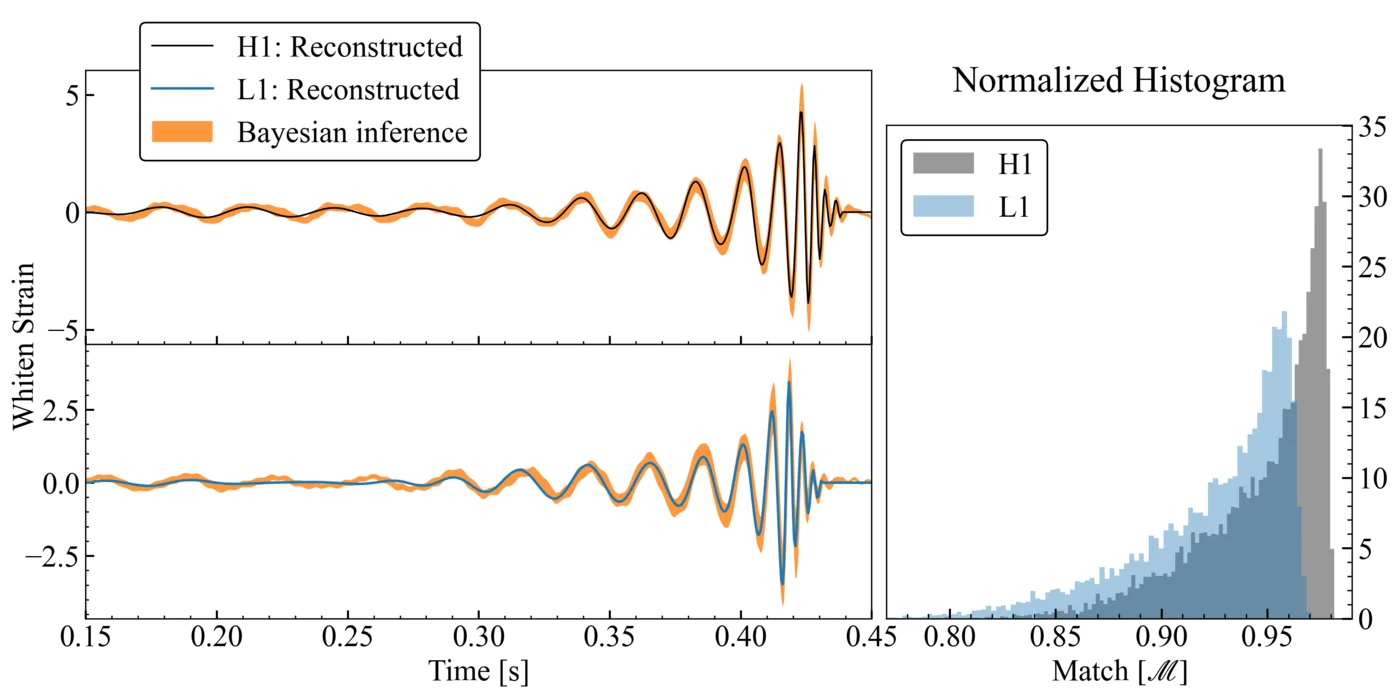 H1: Reconstructed
L1: Reconstructed
Bayesian inference
5
0
−5
2.5
0.0
−2.5
Whiten Strain
0.15 0.20 0.25 0.30 0.35 0.40 0.45
Time [s]
Normalized Histogram
H1
L1
35
30
25
20
15
10
5
0
0.80 0.85 0.90 0.95
Match [ℳ]